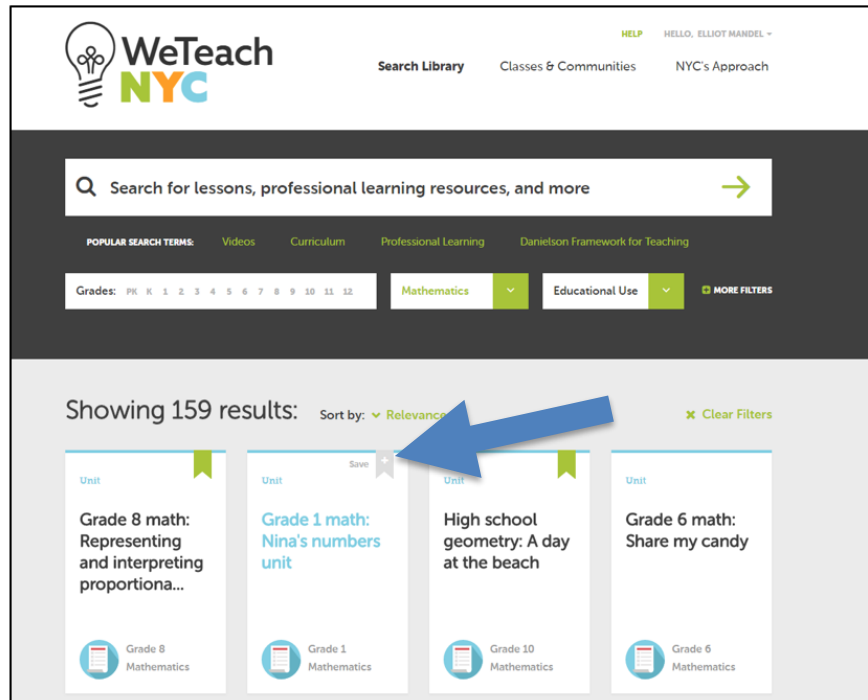 HELP HELLO, ELLIOT MANDEL
WeTeach
NYC
Search Library Classes & Communities NYC's Approach
Search for lessons, professional learning resources, and more
POPULAR SEARCH TERMS: Videos Curriculum Professional Learning Danielson Framework for Teaching
Grades: PK K 1 2 3 4 5 6 7 8 9 10 11 12 Mathematics Educational Use MORE FILTERS
Showing 159 results: Sort by: Relevance Clear Filters
Unit
Grade 8 math:
Representing
and interpreting
proportiona...
Grade 8
Mathematics
Save
Unit
Grade 1 math:
Nina's numbers
unit
Grade 1
Mathematics
Unit
High school
geometry: A day
at the beach
Grade 10
Mathematics
Unit
Grade 6 math:
Share my candy
Grade 6
Mathematics